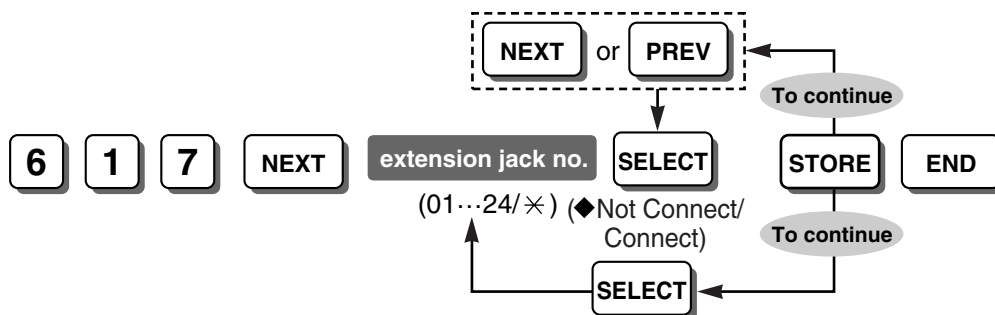 NEXT or PREV
To continue
6 1 7 NEXT extension jack no. SELECT STORE END
(01···24/✳) (◆Not Connect/
Connect)
To continue
SELECT